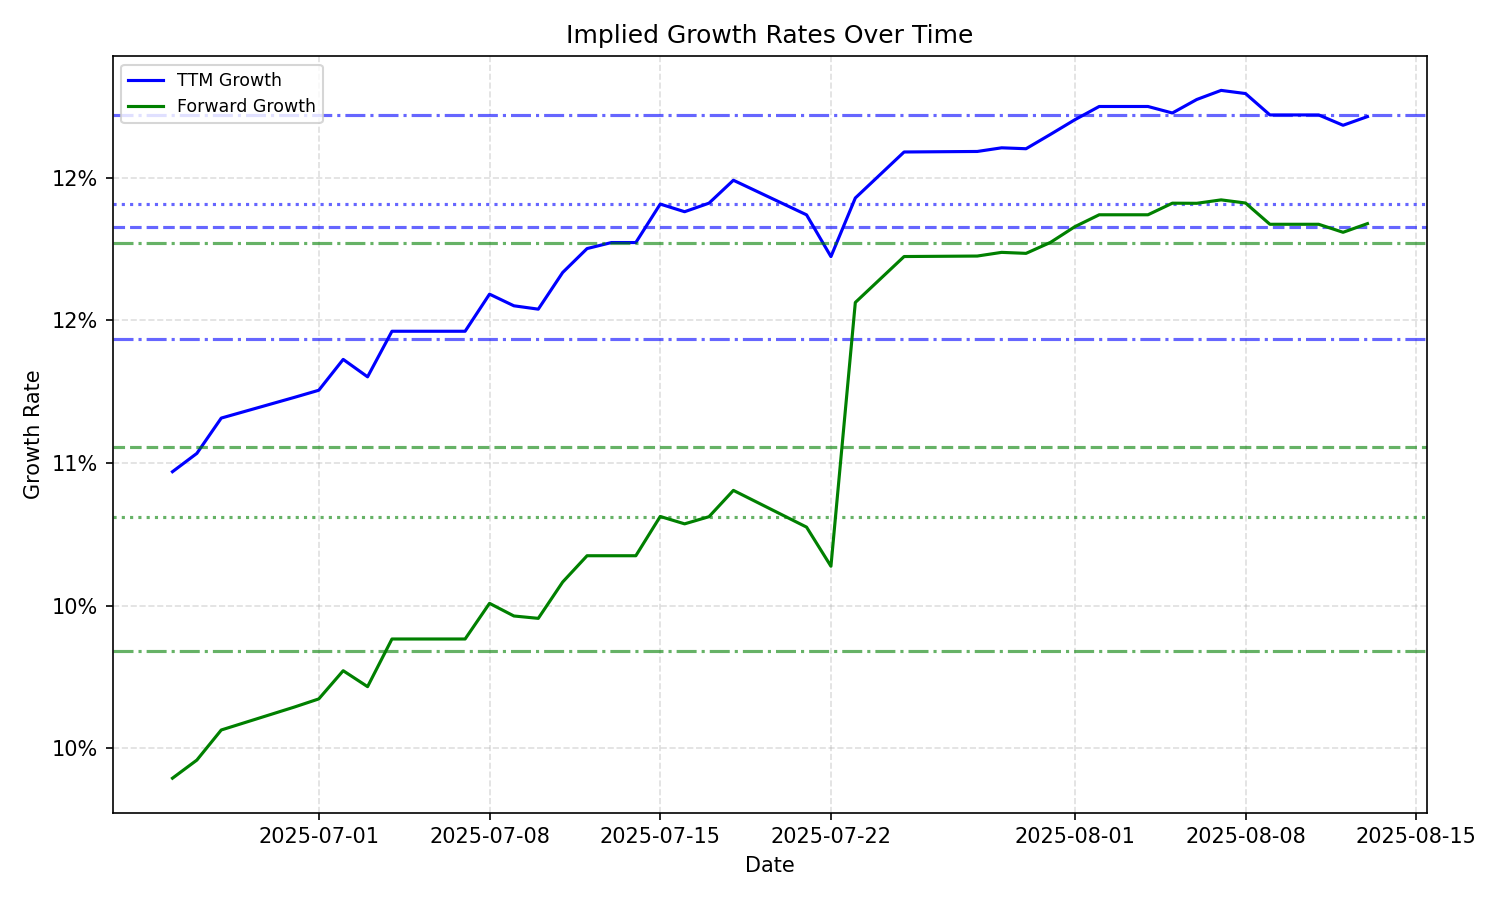 Implied Growth Rates Over Time
TTM Growth
Forward Growth
12%
12%
11%
10%
10%
Growth Rate
2025-07-01
2025-07-08
2025-07-15
2025-07-22
2025-08-01
2025-08-08
2025-08-15
Date